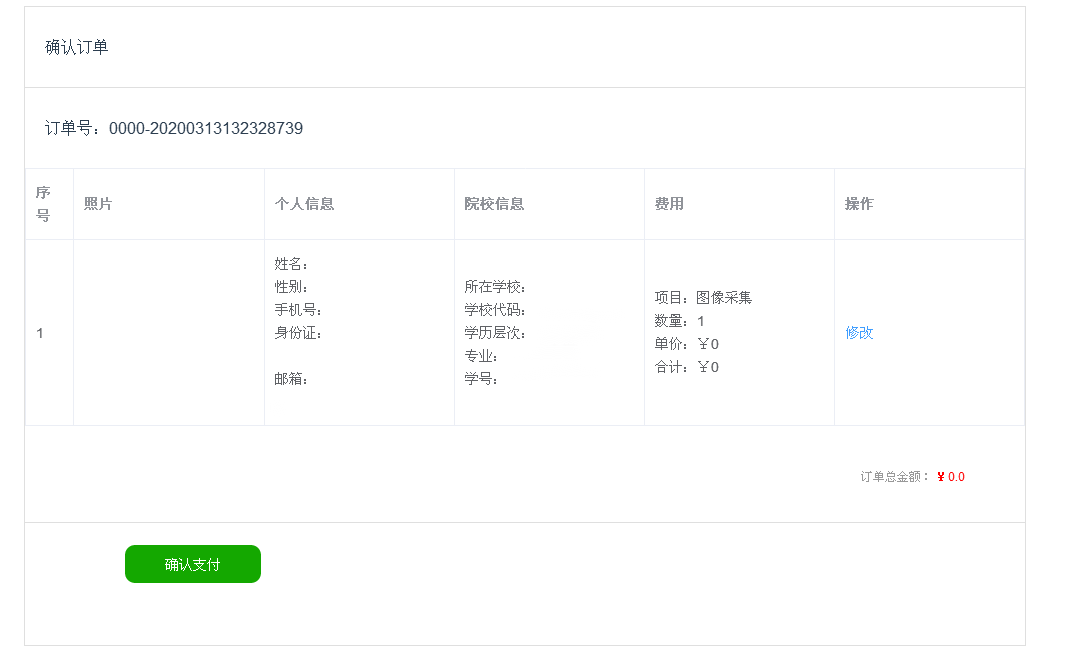 确认订单
订单号：0000-20200313132328739
序号
照片
个人信息
院校信息
费用
操作
1
姓名：
性别：
手机号：
身份证：
邮箱：
所在学校：
学校代码：
学历层次：
专业：
学号：
项目：图像采集
数量：1
单价：￥0
合计：￥0
修改
订单总金额：￥0.0
确认支付